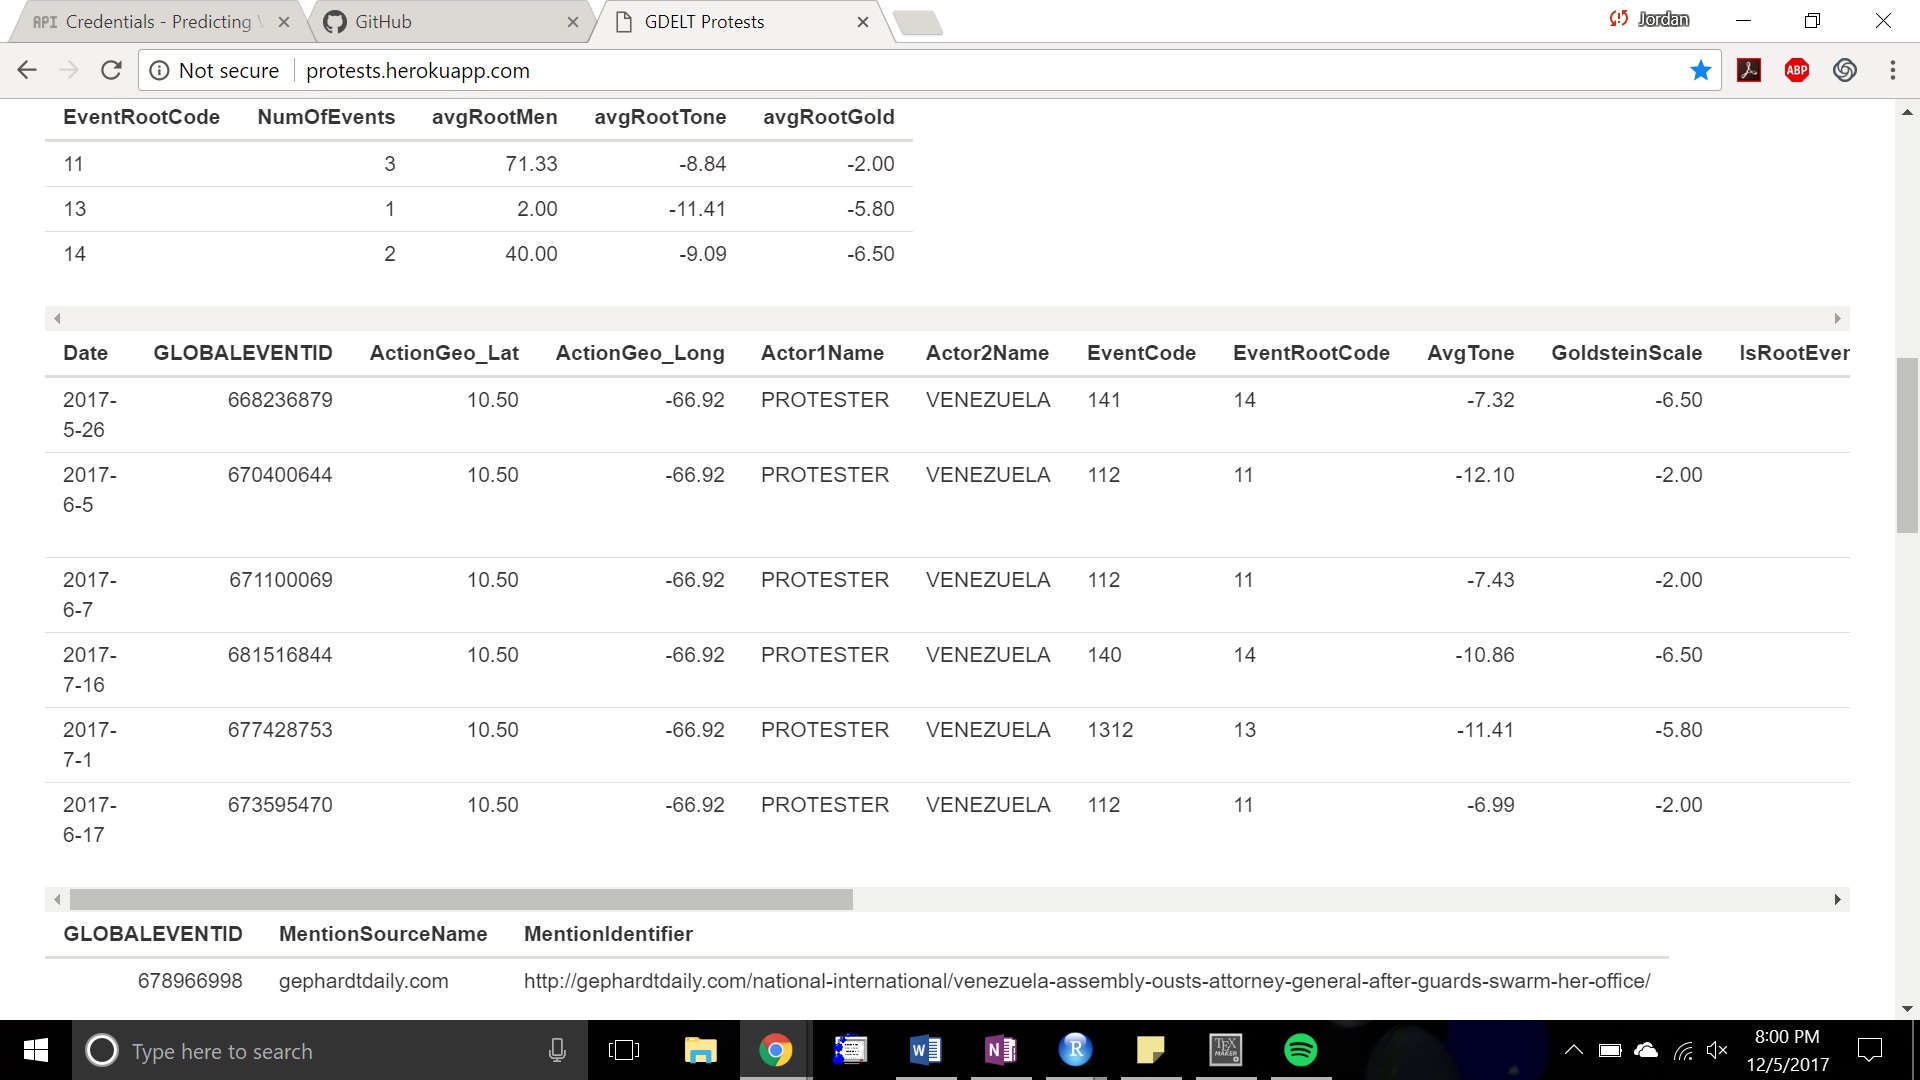 API Credentials - Predicting V
GitHub
GDELT Protests
Jordan
Not secure
protests.herokuapp.com
ABP
EventRootCode NumOfEvents avgRootMen avgRootTone avgRootGold
11 3 71.33 -8.84 -2.00
13 1 2.00 -11.41 -5.80
14 2 40.00 -9.09 -6.50
Date GLOBALEVENTID ActionGeo_Lat ActionGeo_Long Actor1Name Actor2Name EventCode EventRootCode AvgTone GoldsteinScale IsRootEven
2017- 668236879 10.50 -66.92 PROTESTER VENEZUELA 141 14 -7.32 -6.50
5-26
2017- 670400644 10.50 -66.92 PROTESTER VENEZUELA 112 11 -12.10 -2.00
6-5
2017- 671100069 10.50 -66.92 PROTESTER VENEZUELA 112 11 -7.43 -2.00
6-7
2017- 681516844 10.50 -66.92 PROTESTER VENEZUELA 140 14 -10.86 -6.50
7-16
2017- 677428753 10.50 -66.92 PROTESTER VENEZUELA 1312 13 -11.41 -5.80
7-1
2017- 673595470 10.50 -66.92 PROTESTER VENEZUELA 112 11 -6.99 -2.00
6-17
GLOBALEVENTID MentionSourceName MentionIdentifier
678966998 gephardtdaily.com http://gephardtdaily.com/national-international/venezuela-assembly-ousts-attorney-general-after-guards-swarm-her-office/
Type here to search
W
N
R
TEX
MAKER
8:00 PM
12/5/2017